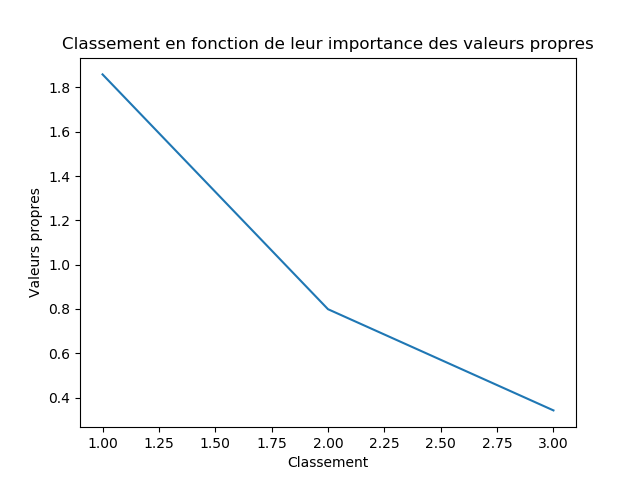 Classement en fonction de leur importance des valeurs propres
1.8
1.6
1.4
1.2
1.0
0.8
0.6
0.4
Valeurs propres
1.00 1.25 1.50 1.75 2.00 2.25 2.50 2.75 3.00
Classement